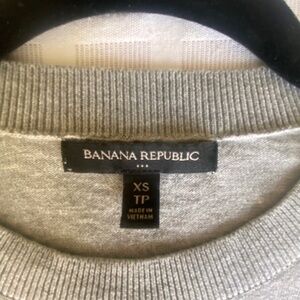 BANANA REPUBLIC
XS
TP
MADE IN
VIETNAM